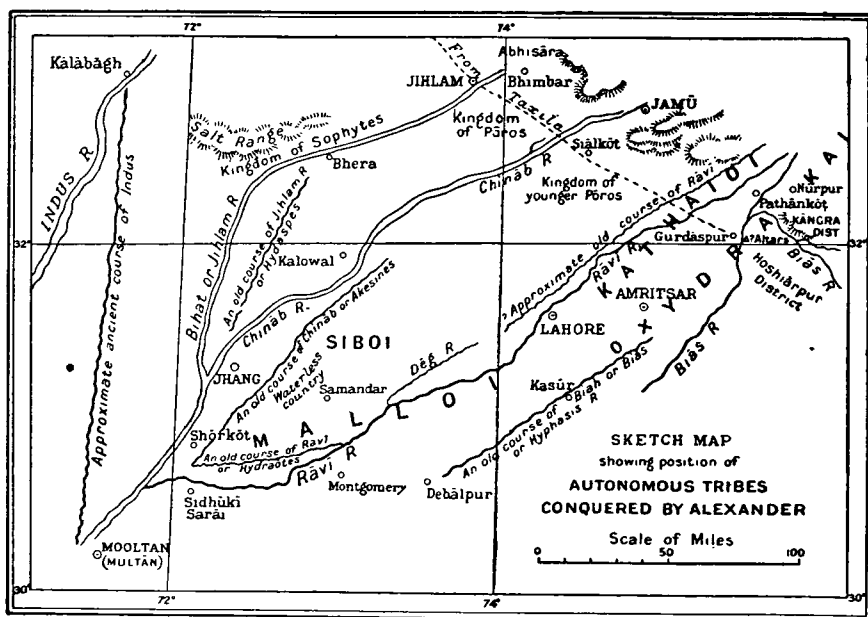 72°
74°
Kālābāgh
From
Taxila
Abhisāra
JIHLAM
Bhimbar
JAMŪ
Salt Range
Kingdom of Sophytes
Kingdom
of Pōros
Siālkōt
Bhera
INDUS R
Chināb R
Kingdom of
younger Pōros
Approximate old course of Rāvi
Nūrpur
Pathānkōt
KĀNGRA
DIST
32°
32°
Gurdāspur
Altars
Biās R
Hoshiārpur
District
Approximate ancient course of Indus
Bihat or Jihlam R
An old course of Jihlam R
or Hydaspes
Kalowal
Rāvi R
KATHAIOI
AMRITSAR
LAHORE
OXYDRAKAI
Chināb R.
An old course of Chināb or Akesines
SIBOI
JHANG
Waterless
country
Samandar
Dēg R
Biās R
Kasūr
An old course of Biah or Biās
or Hyphasis R
MALLOI
Shōrkōt
An old course of Rāvi
or Hydraōtes
Rāvi R
Montgomery
Debālpur
Sidhūkī
Sarāi
MOOLTAN
(MULTĀN)
SKETCH MAP
showing position of
AUTONOMOUS TRIBES
CONQUERED BY ALEXANDER
Scale of Miles
0 50 100
30°
72°
74°
30°